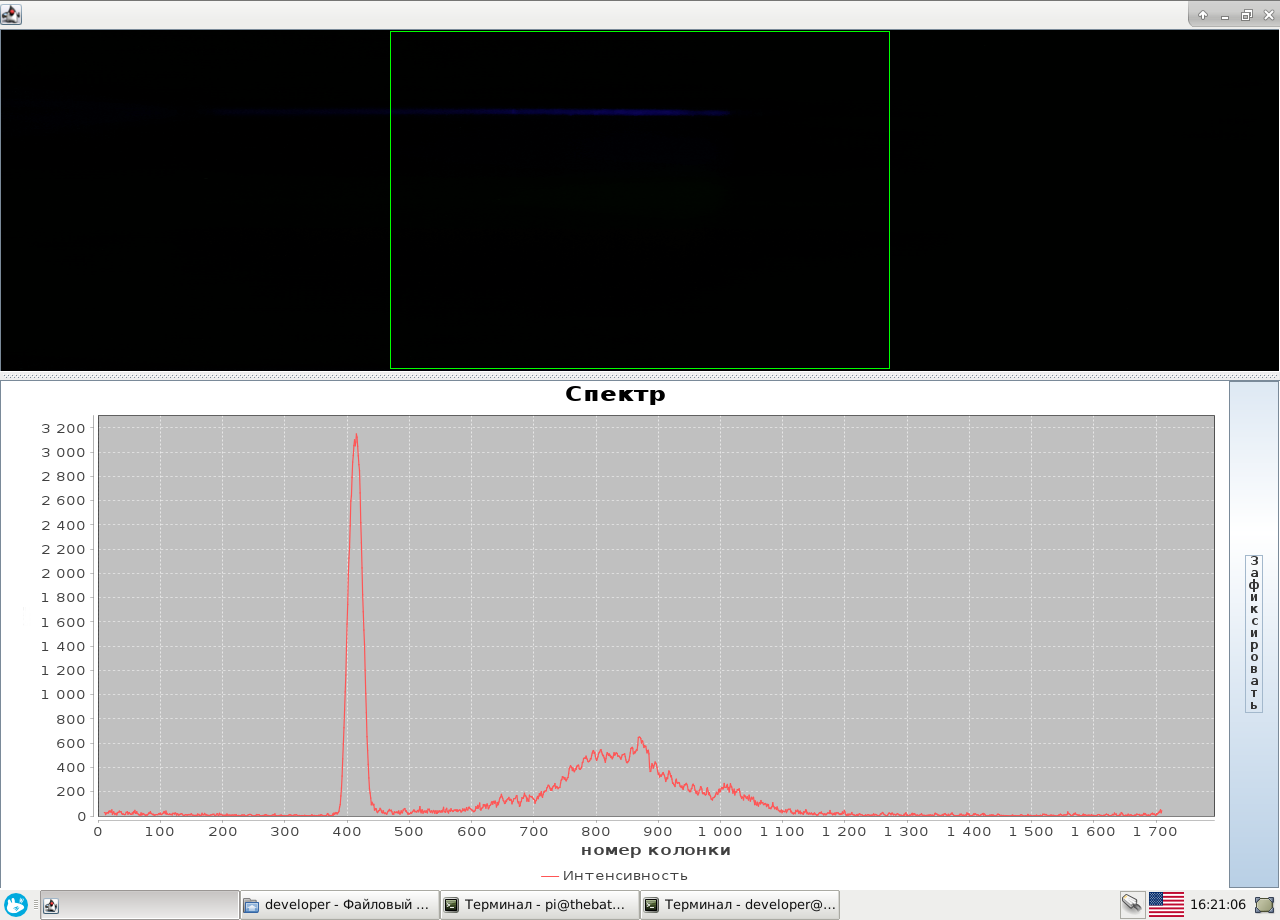 Спектр
3 200
3 000
2 800
2 600
2 400
2 200
2 000
1 800
1 600
1 400
1 200
1 000
800
600
400
200
0
0 100 200 300 400 500 600 700 800 900 1 000 1 100 1 200 1 300 1 400 1 500 1 600 1 700
номер колонки
Интенсивность
Зафиксировать
developer - Файловый ...
Терминал - pi@thebat...
Терминал - developer@...
16:21:06